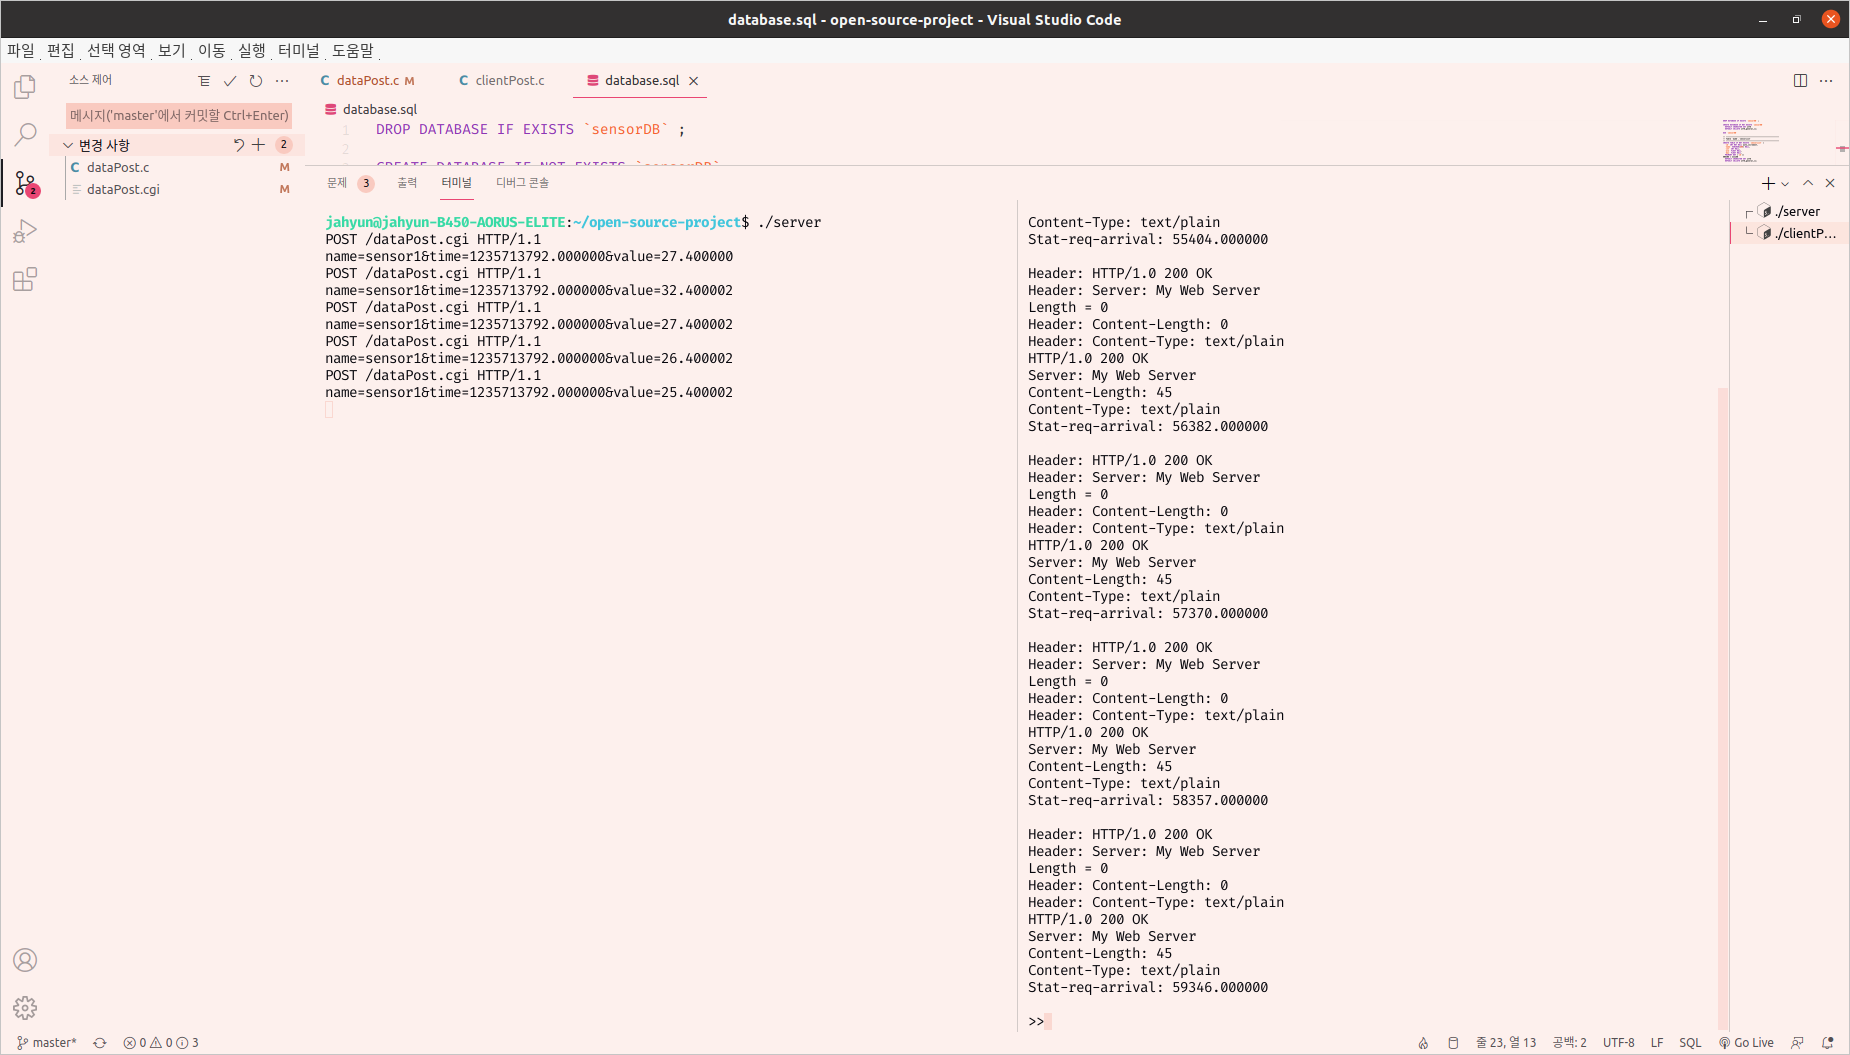 database.sql - open-source-project - Visual Studio Code
파일 편집 선택 영역 보기 이동 실행 터미널 도움말
소스 제어
메시지('master'에서 커밋할 Ctrl+Enter)
변경 사항 2
C dataPost.c M
dataPost.cgi M
2
C dataPost.c M
C clientPost.c
database.sql
database.sql
1 DROP DATABASE IF EXISTS `sensorDB` ;
2
CREATE DATABASE IF NOT EXISTS `sensorDB`
문제 3 출력 터미널 디버그 콘솔
jahyun@jahyun-B450-AORUS-ELITE:~/open-source-project$ ./server
POST /dataPost.cgi HTTP/1.1
name=sensor1&time=1235713792.000000&value=27.400000
POST /dataPost.cgi HTTP/1.1
name=sensor1&time=1235713792.000000&value=32.400002
POST /dataPost.cgi HTTP/1.1
name=sensor1&time=1235713792.000000&value=27.400002
POST /dataPost.cgi HTTP/1.1
name=sensor1&time=1235713792.000000&value=26.400002
POST /dataPost.cgi HTTP/1.1
name=sensor1&time=1235713792.000000&value=25.400002
Content-Type: text/plain
Stat-req-arrival: 55404.000000
Header: HTTP/1.0 200 OK
Header: Server: My Web Server
Length = 0
Header: Content-Length: 0
Header: Content-Type: text/plain
HTTP/1.0 200 OK
Server: My Web Server
Content-Length: 45
Content-Type: text/plain
Stat-req-arrival: 56382.000000
Header: HTTP/1.0 200 OK
Header: Server: My Web Server
Length = 0
Header: Content-Length: 0
Header: Content-Type: text/plain
HTTP/1.0 200 OK
Server: My Web Server
Content-Length: 45
Content-Type: text/plain
Stat-req-arrival: 57370.000000
Header: HTTP/1.0 200 OK
Header: Server: My Web Server
Length = 0
Header: Content-Length: 0
Header: Content-Type: text/plain
HTTP/1.0 200 OK
Server: My Web Server
Content-Length: 45
Content-Type: text/plain
Stat-req-arrival: 58357.000000
Header: HTTP/1.0 200 OK
Header: Server: My Web Server
Length = 0
Header: Content-Length: 0
Header: Content-Type: text/plain
HTTP/1.0 200 OK
Server: My Web Server
Content-Length: 45
Content-Type: text/plain
Stat-req-arrival: 59346.000000
>>
./server
./clientP...
master* 0 0 3
줄 23, 열 13 공백: 2 UTF-8 LF SQL Go Live